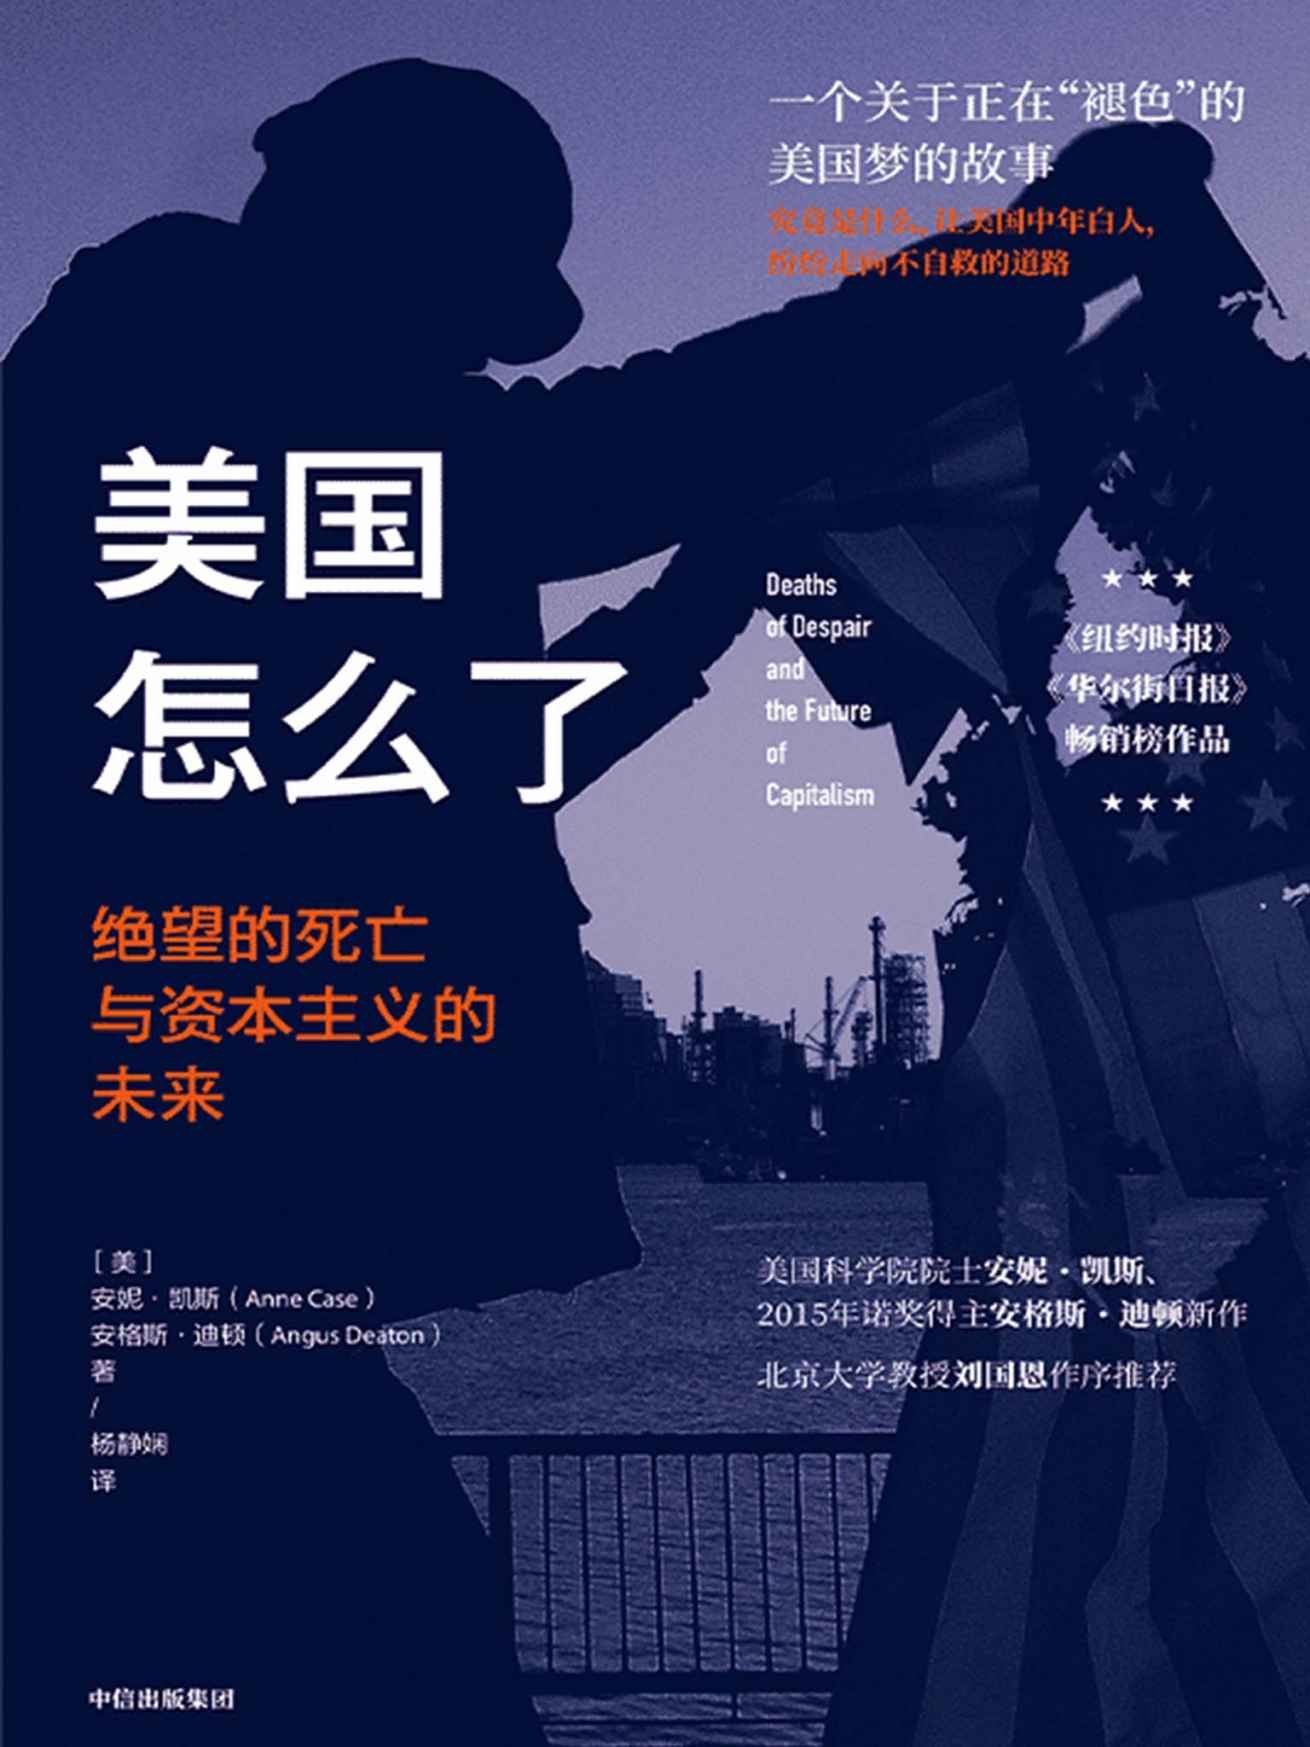 一个关于正在“褪色”的
美国梦的故事
究竟是什么，让美国中年白人，
纷纷走向不自救的道路
美国
怎么了
Deaths
of Despair
and
the Future
of
Capitalism
★ ★ ★
《纽约时报》
《华尔街日报》
畅销榜作品
★ ★ ★
绝望的死亡
与资本主义的
未来
［美］
安妮·凯斯（Anne Case）
安格斯·迪顿（Angus Deaton）
著
/
杨静娴
译
美国科学院院士安妮·凯斯、
2015年诺奖得主安格斯·迪顿新作
北京大学教授刘国恩作序推荐
中信出版集团